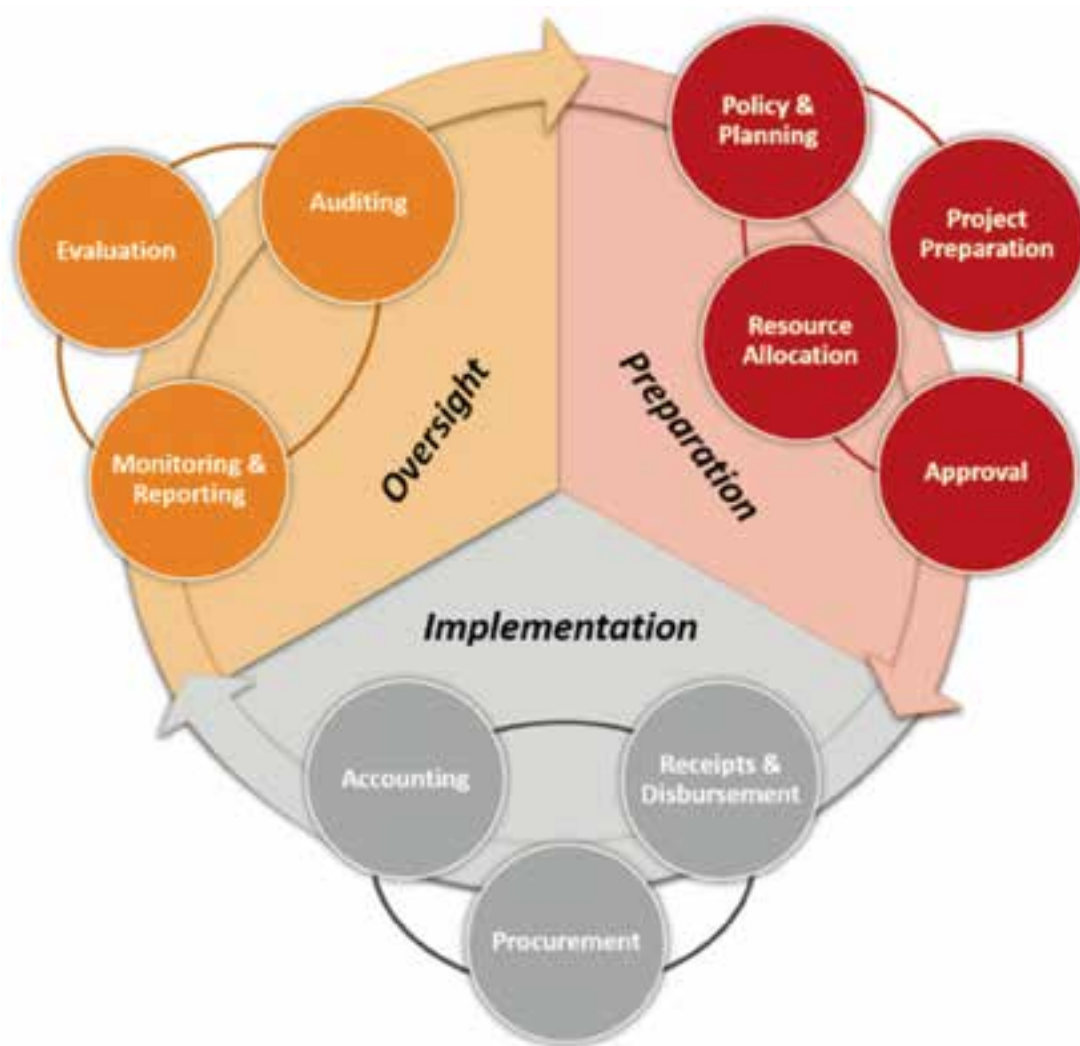 Policy &
Planning
Project
Preparation
Resource
Allocation
Approval
Preparation
Auditing
Evaluation
Monitoring &
Reporting
Oversight
Implementation
Accounting
Receipts &
Disbursement
Procurement